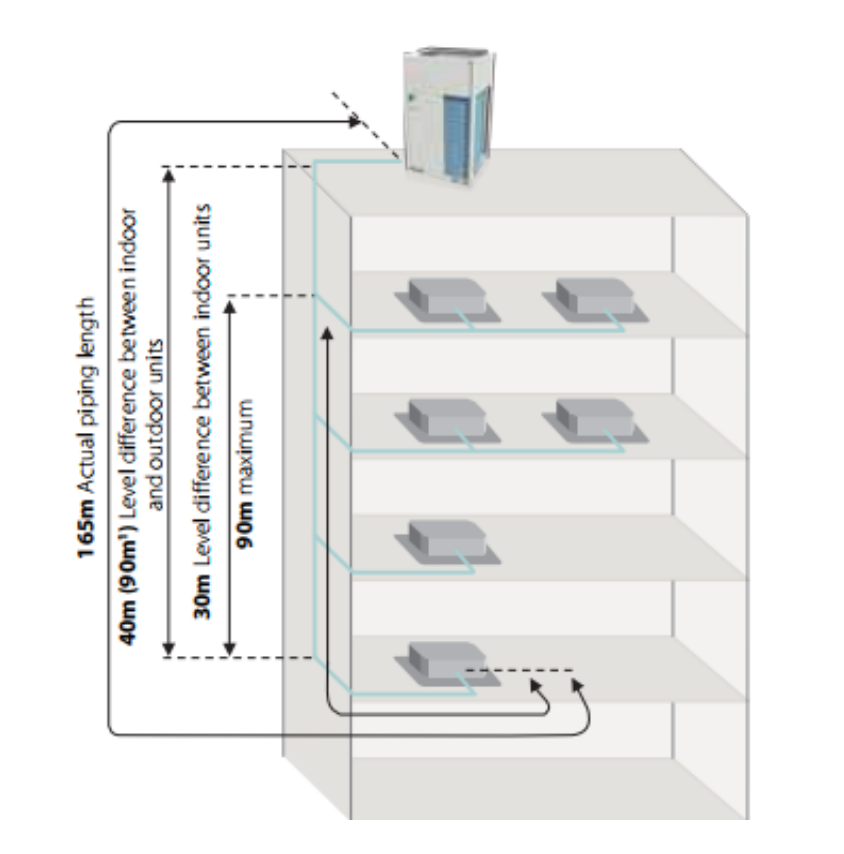 165m Actual piping length
40m (90m¹) Level difference between indoor
and outdoor units
30m Level difference between indoor units
90m maximum